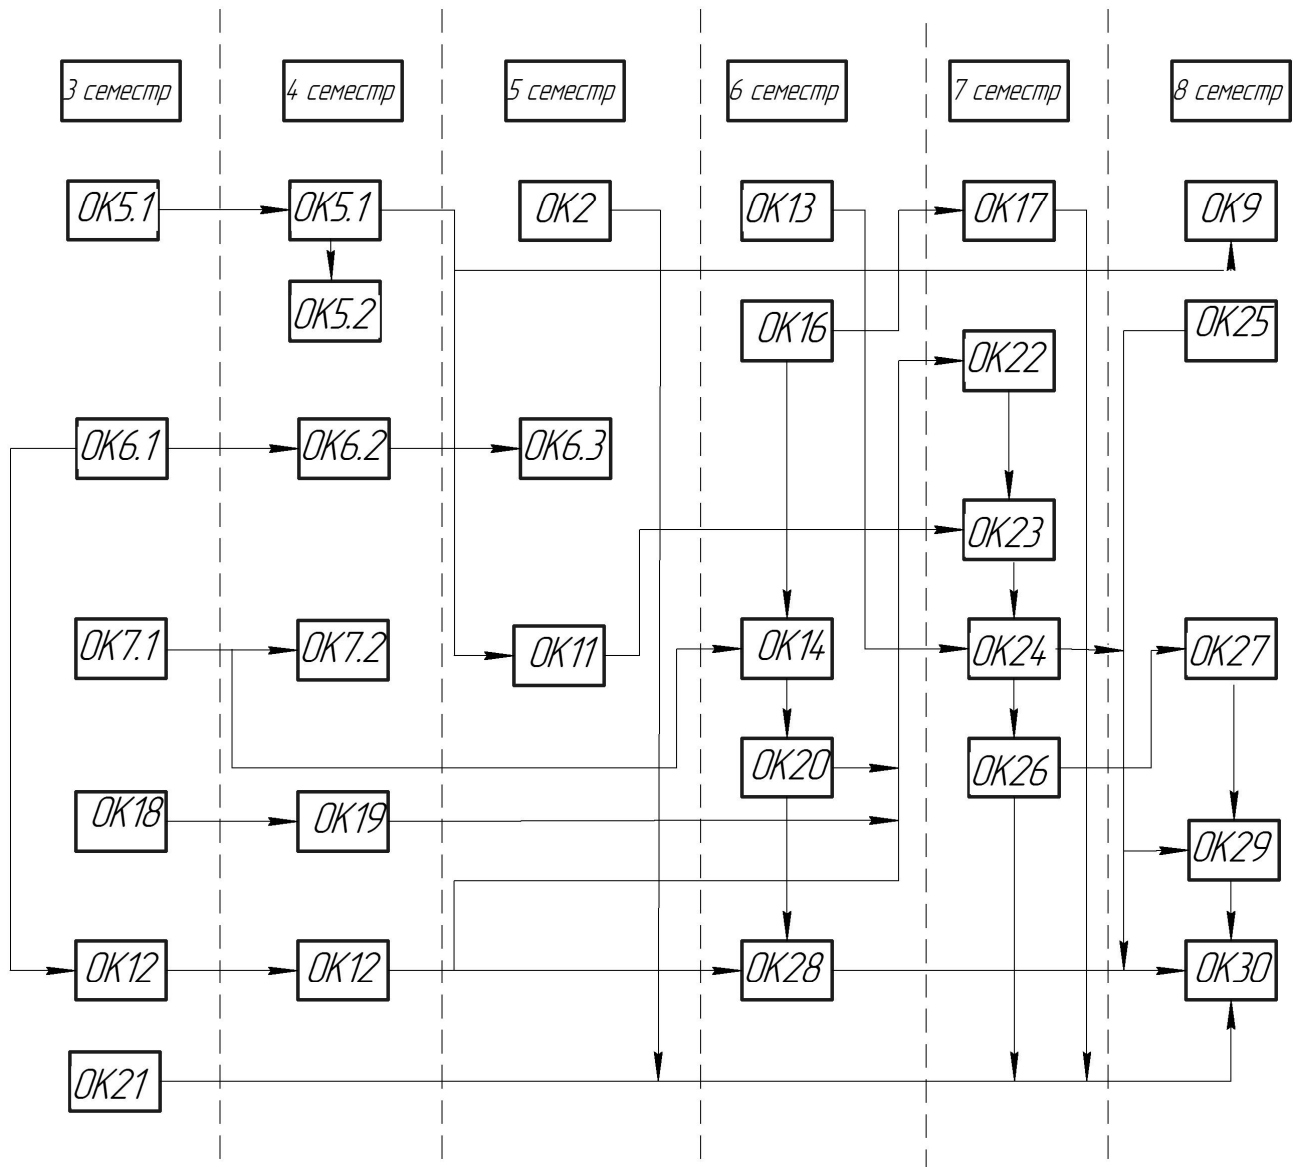 3 семестр
4 семестр
5 семестр
6 семестр
7 семестр
8 семестр
ОК5.1
ОК5.1
ОК2
ОК13
ОК17
ОК9
ОК5.2
ОК16
ОК25
ОК22
ОК6.1
ОК6.2
ОК6.3
ОК23
ОК7.1
ОК7.2
ОК11
ОК14
ОК24
ОК27
ОК20
ОК26
ОК18
ОК19
ОК29
ОК12
ОК12
ОК28
ОК30
ОК21